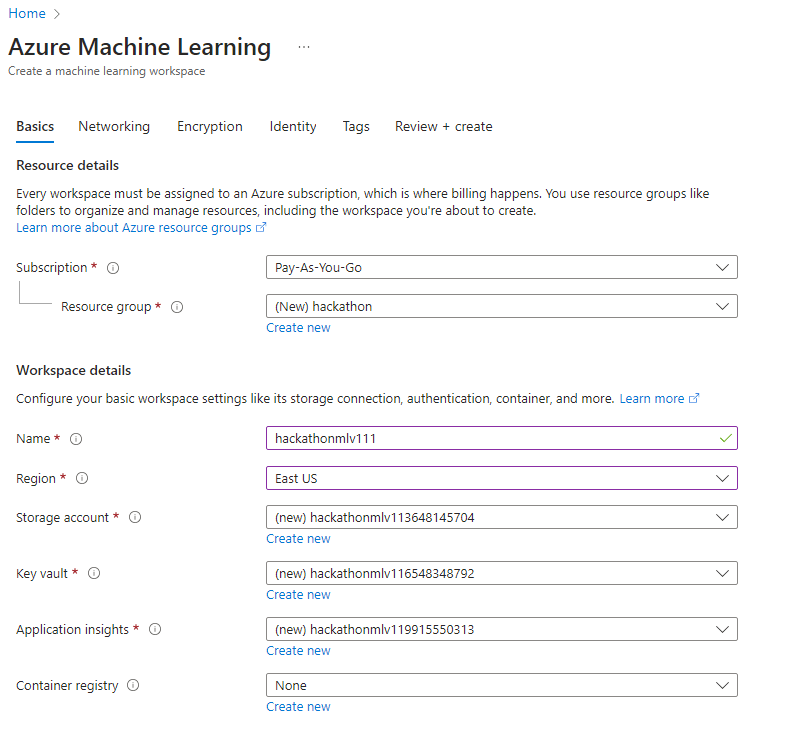 Home
Azure Machine Learning ...
Create a machine learning workspace
Basics Networking Encryption Identity Tags Review + create
Resource details
Every workspace must be assigned to an Azure subscription, which is where billing happens. You use resource groups like
folders to organize and manage resources, including the workspace you're about to create.
Learn more about Azure resource groups
Subscription * Pay-As-You-Go
Resource group * (New) hackathon
Create new
Workspace details
Configure your basic workspace settings like its storage connection, authentication, container, and more. Learn more
Name * hackathonmlv111
Region * East US
Storage account * (new) hackathonmlv113648145704
Create new
Key vault * (new) hackathonmlv116548348792
Create new
Application insights * (new) hackathonmlv119915550313
Create new
Container registry None
Create new